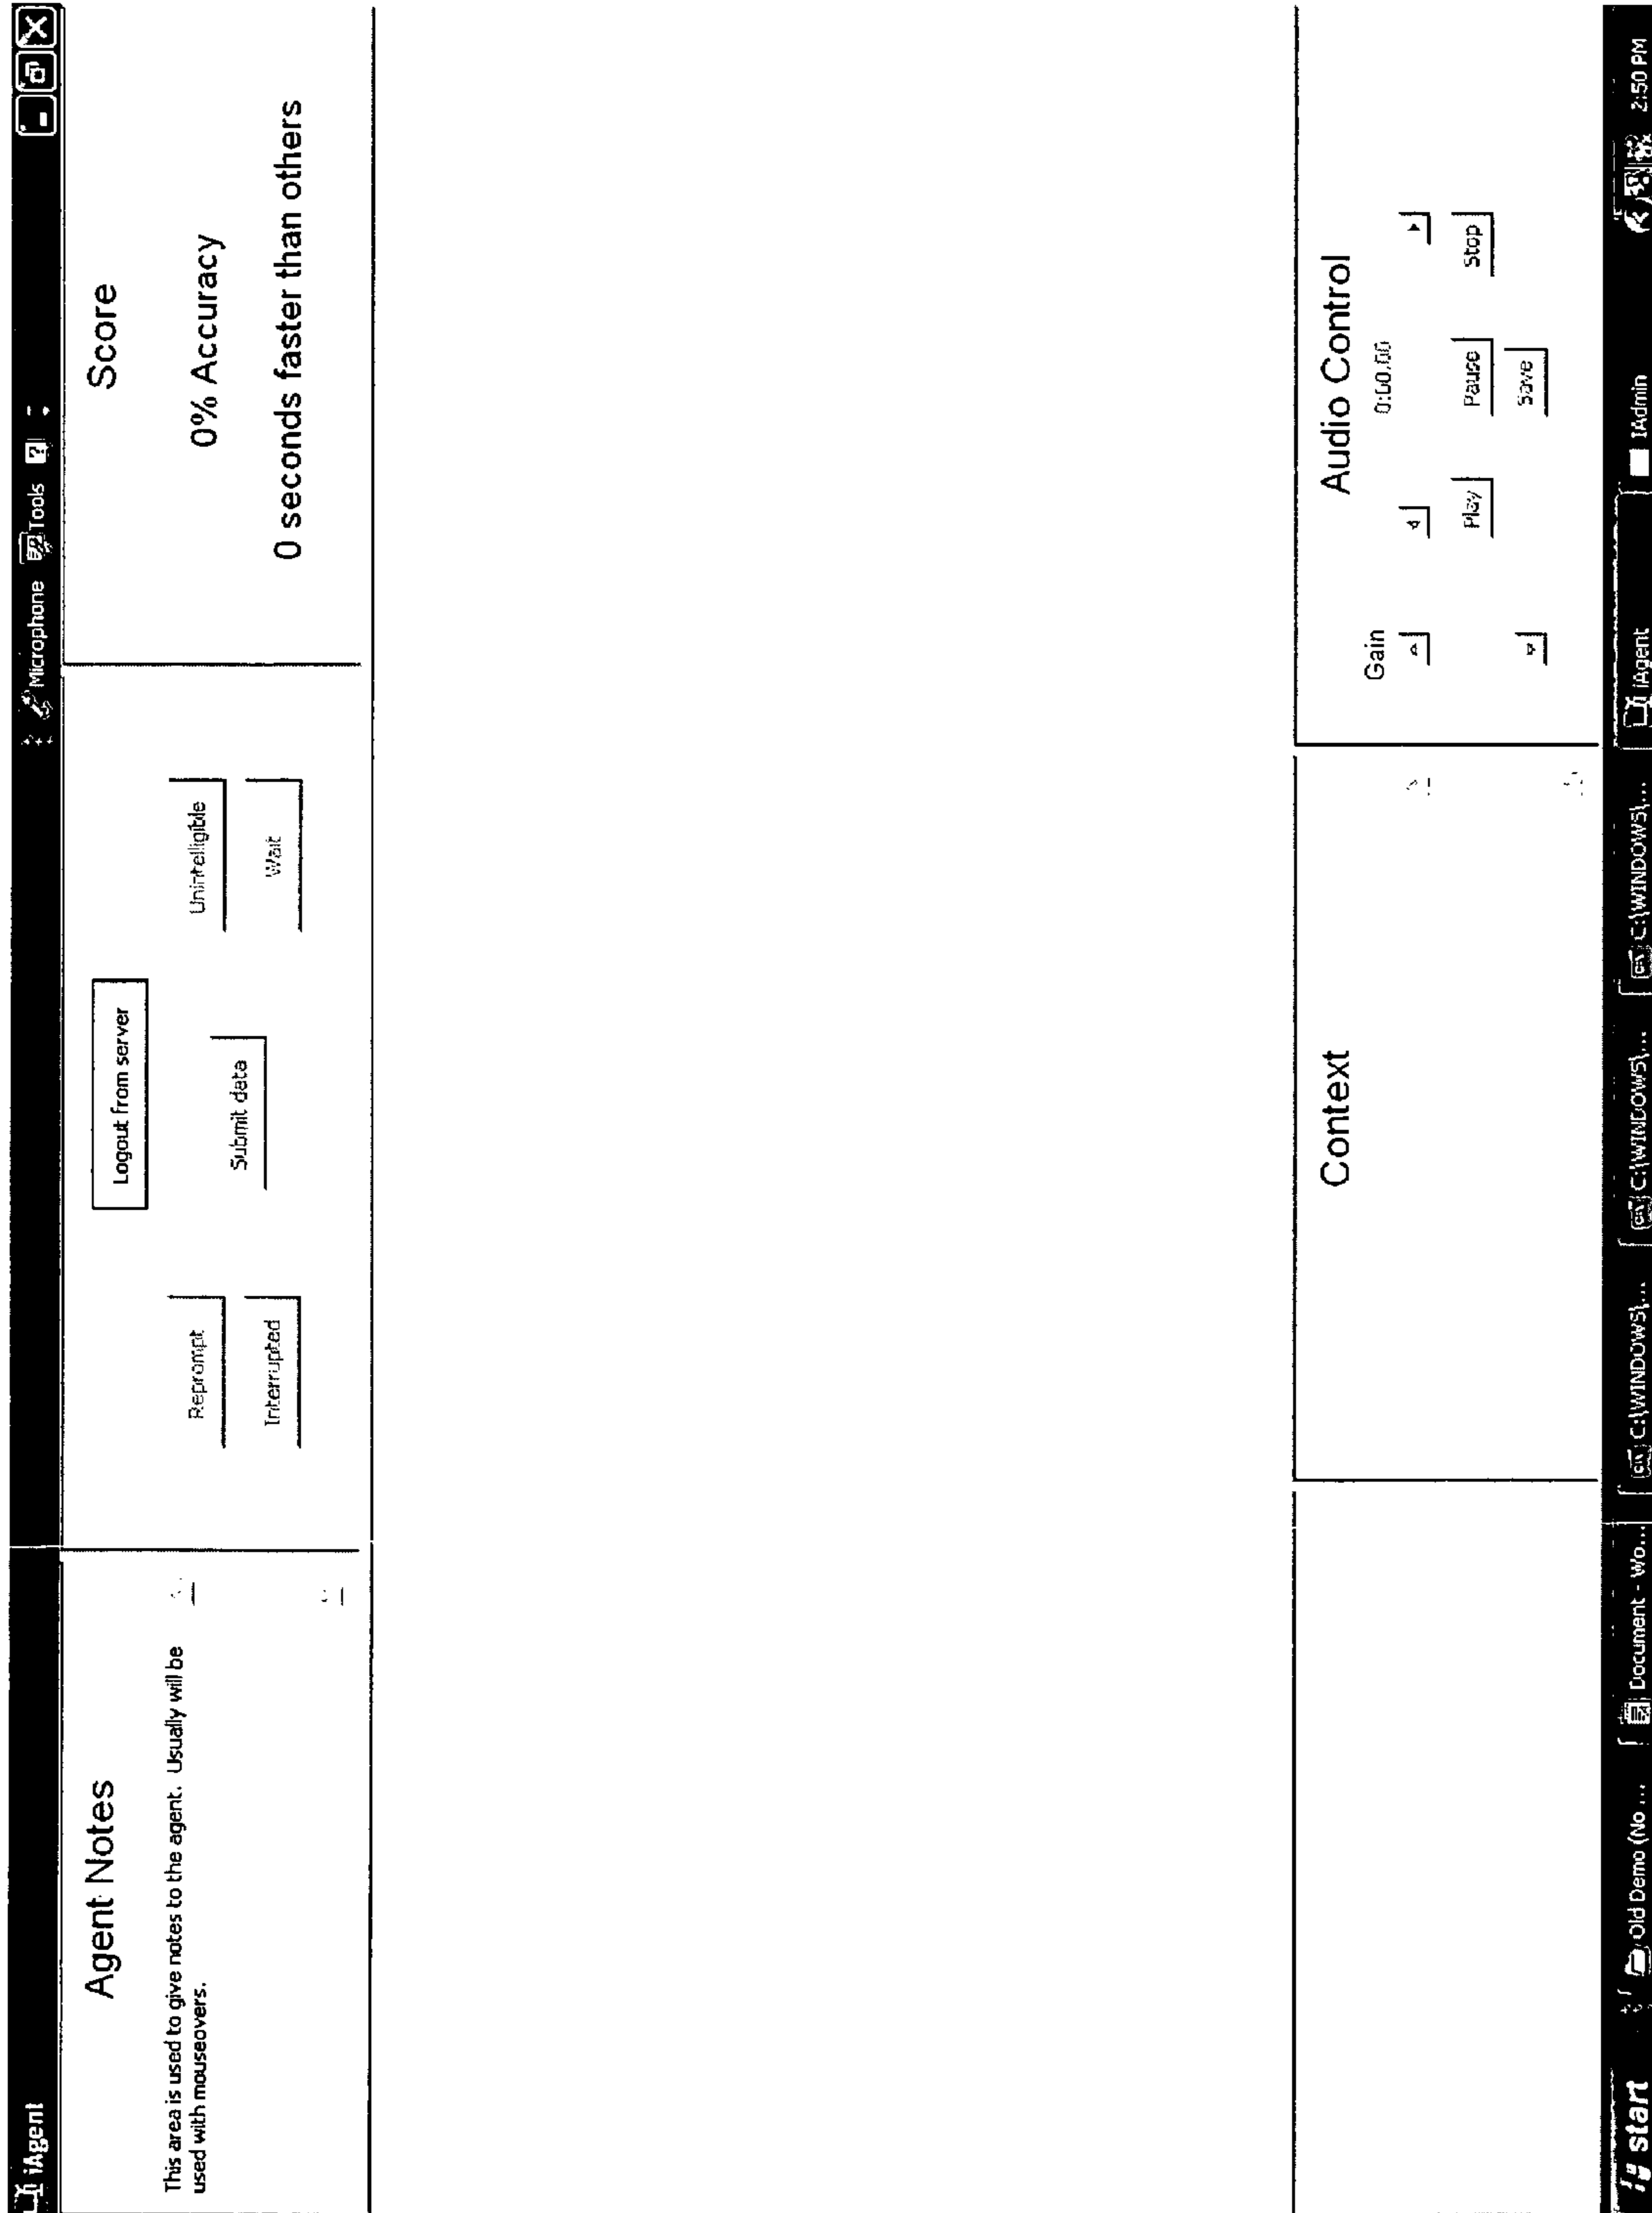 iAgent
Microphone Tools ?
Agent Notes
This area is used to give notes to the agent. Usually will be
used with mouseovers.
Logout from server
Reprompt
Unintelligible
Submit data
Interrupted
Wait
Score
0% Accuracy
0 seconds faster than others
Context
Audio Control
Gain
0:00.00
Play
Pause
Stop
Save
start
Old Demo (No ...
Document - Wo...
C:\WINDOWS\...
C:\WINDOWS\...
C:\WINDOWS\...
iAgent
IAdmin
2:50 PM